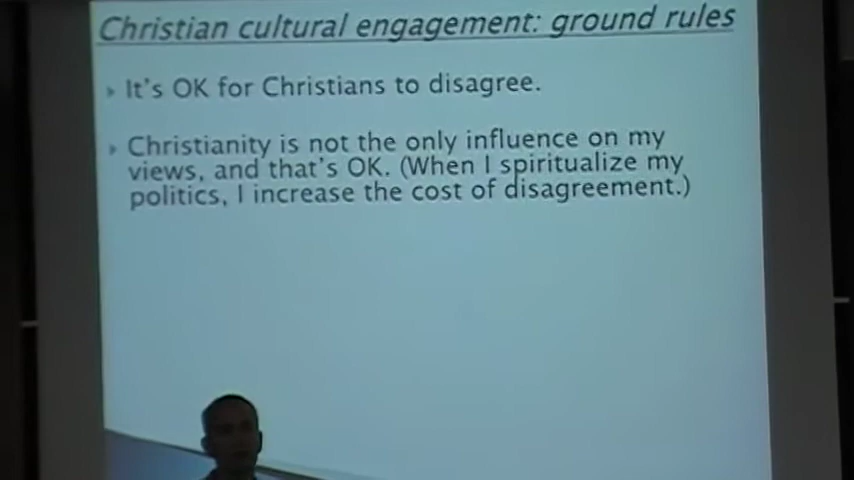 Christian cultural engagement: ground rules
It's OK for Christians to disagree.
Christianity is not the only influence on my
views, and that's OK. (When I spiritualize my
politics, I increase the cost of disagreement.)